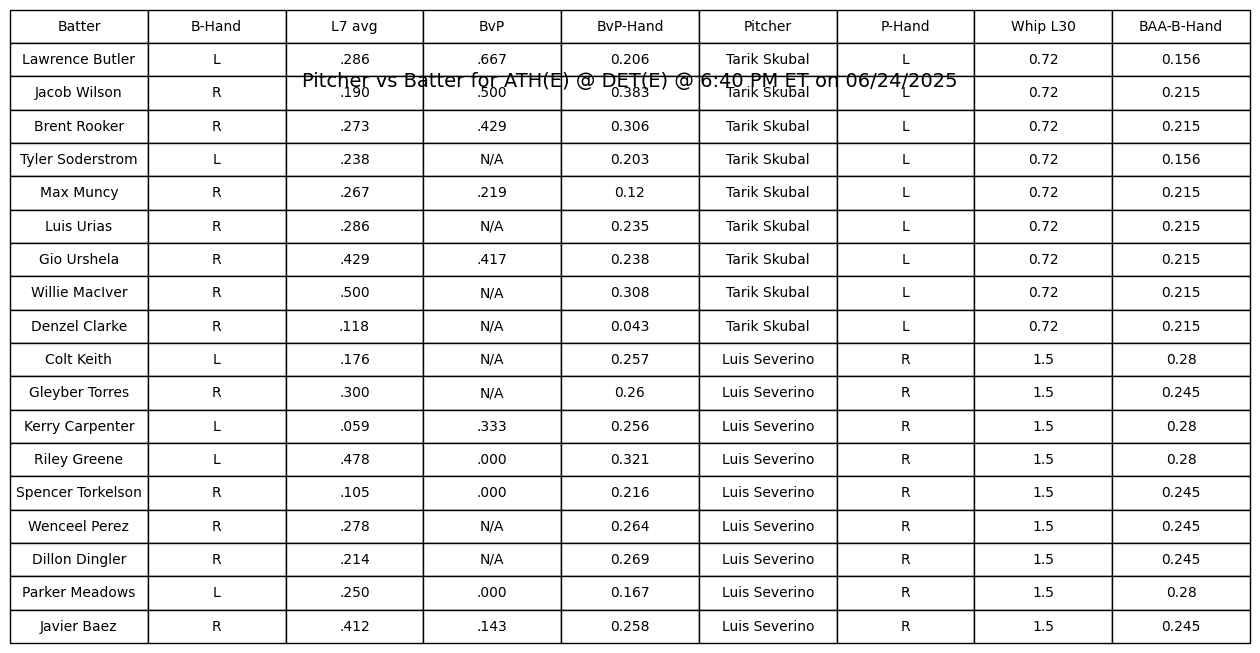 Batter B-Hand L7 avg BvP BvP-Hand Pitcher P-Hand Whip L30 BAA-B-Hand
Lawrence Butler L .286 .667 0.206 Tarik Skubal L 0.72 0.156
Pitcher vs Batter for ATH(E) @ DET(E) @ 6:40 PM ET on 06/24/2025
Jacob Wilson R .190 .500 0.383 Tarik Skubal L 0.72 0.215
Brent Rooker R .273 .429 0.306 Tarik Skubal L 0.72 0.215
Tyler Soderstrom L .238 N/A 0.203 Tarik Skubal L 0.72 0.156
Max Muncy R .267 .219 0.12 Tarik Skubal L 0.72 0.215
Luis Urias R .286 N/A 0.235 Tarik Skubal L 0.72 0.215
Gio Urshela R .429 .417 0.238 Tarik Skubal L 0.72 0.215
Willie MacIver R .500 N/A 0.308 Tarik Skubal L 0.72 0.215
Denzel Clarke R .118 N/A 0.043 Tarik Skubal L 0.72 0.215
Colt Keith L .176 N/A 0.257 Luis Severino R 1.5 0.28
Gleyber Torres R .300 N/A 0.26 Luis Severino R 1.5 0.245
Kerry Carpenter L .059 .333 0.256 Luis Severino R 1.5 0.28
Riley Greene L .478 .000 0.321 Luis Severino R 1.5 0.28
Spencer Torkelson R .105 .000 0.216 Luis Severino R 1.5 0.245
Wenceel Perez R .278 N/A 0.264 Luis Severino R 1.5 0.245
Dillon Dingler R .214 N/A 0.269 Luis Severino R 1.5 0.245
Parker Meadows L .250 .000 0.167 Luis Severino R 1.5 0.28
Javier Baez R .412 .143 0.258 Luis Severino R 1.5 0.245